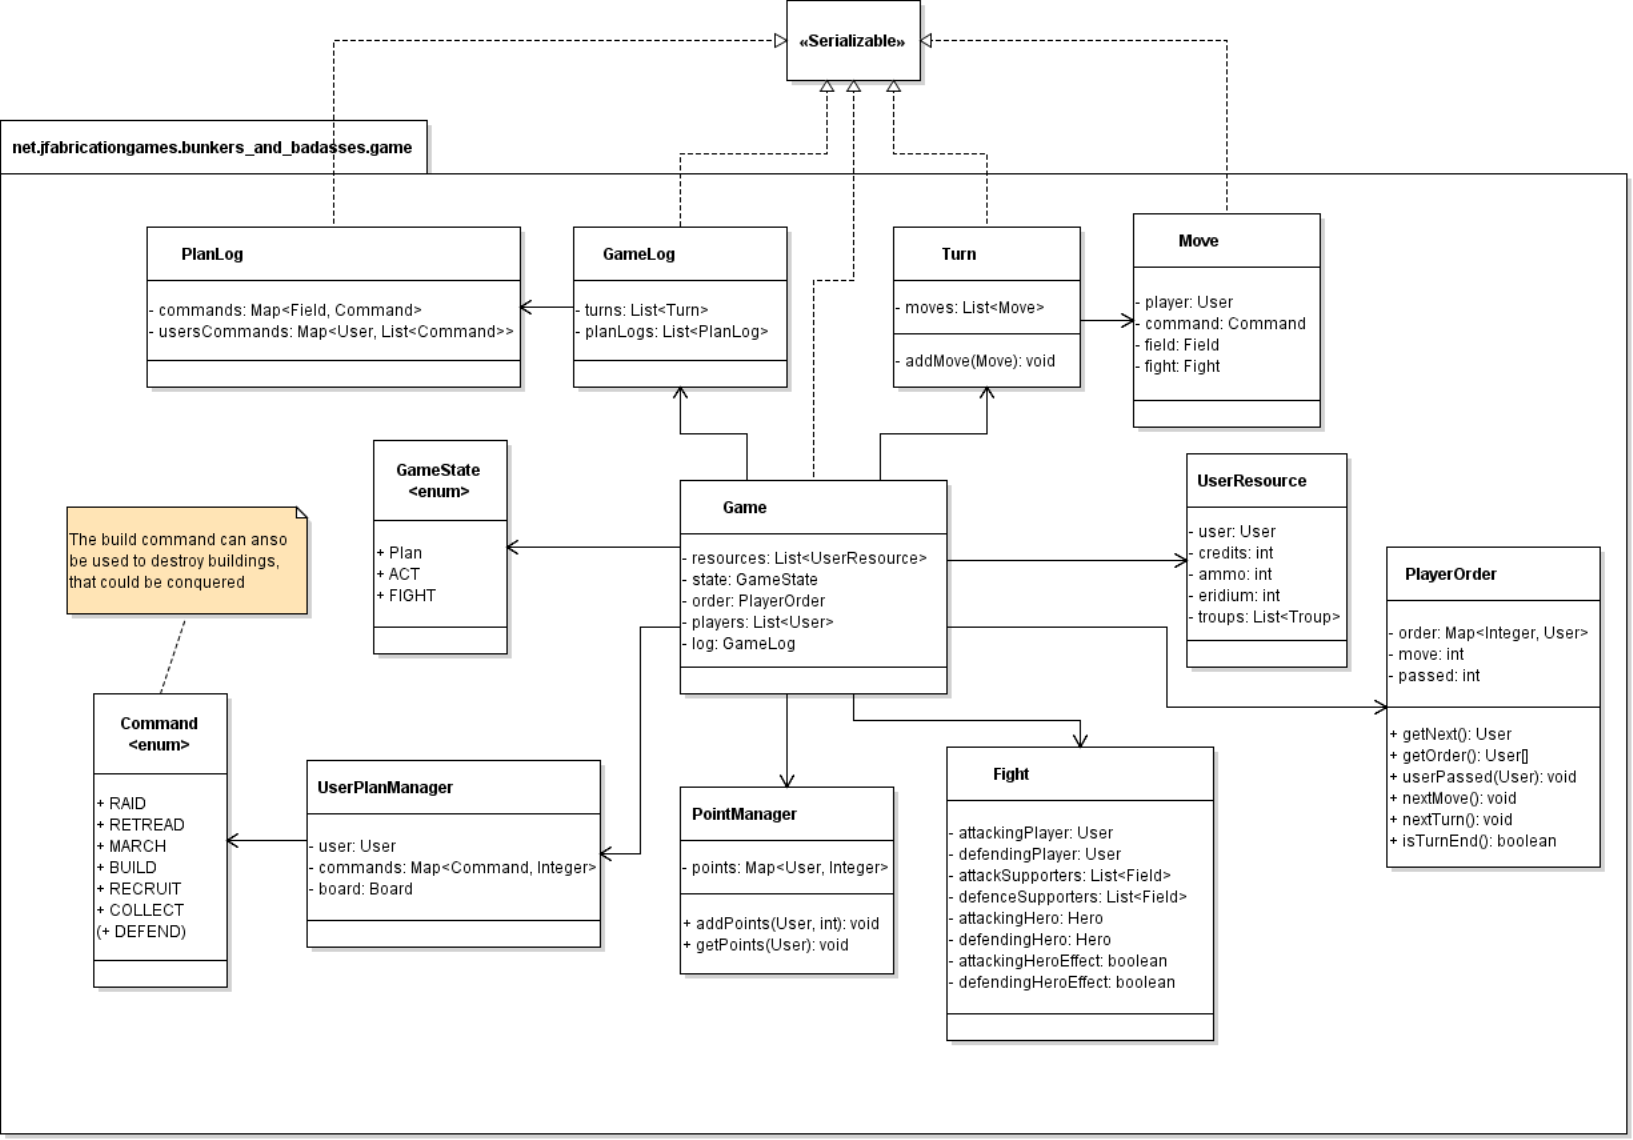 «Serializable»
net.jfabricationgames.bunkers_and_badasses.game
PlanLog
- commands: Map<Field, Command>
- usersCommands: Map<User, List<Command>>
GameLog
- turns: List<Turn>
- planLogs: List<PlanLog>
Turn
- moves: List<Move>
- addMove(Move): void
Move
- player: User
- command: Command
- field: Field
- fight: Fight
GameState
<enum>
+ Plan
+ ACT
+ FIGHT
The build command can anso
be used to destroy buildings,
that could be conquered
Game
- resources: List<UserResource>
- state: GameState
- order: PlayerOrder
- players: List<User>
- log: GameLog
UserResource
- user: User
- credits: int
- ammo: int
- eridium: int
- troups: List<Troup>
PlayerOrder
- order: Map<Integer, User>
- move: int
- passed: int
+ getNext(): User
+ getOrder(): User[]
+ userPassed(User): void
+ nextMove(): void
+ nextTurn(): void
+ isTurnEnd(): boolean
Command
<enum>
+ RAID
+ RETREAD
+ MARCH
+ BUILD
+ RECRUIT
+ COLLECT
(+ DEFEND)
UserPlanManager
- user: User
- commands: Map<Command, Integer>
- board: Board
PointManager
- points: Map<User, Integer>
+ addPoints(User, int): void
+ getPoints(User): void
Fight
- attackingPlayer: User
- defendingPlayer: User
- attackSupporters: List<Field>
- defenceSupporters: List<Field>
- attackingHero: Hero
- defendingHero: Hero
- attackingHeroEffect: boolean
- defendingHeroEffect: boolean